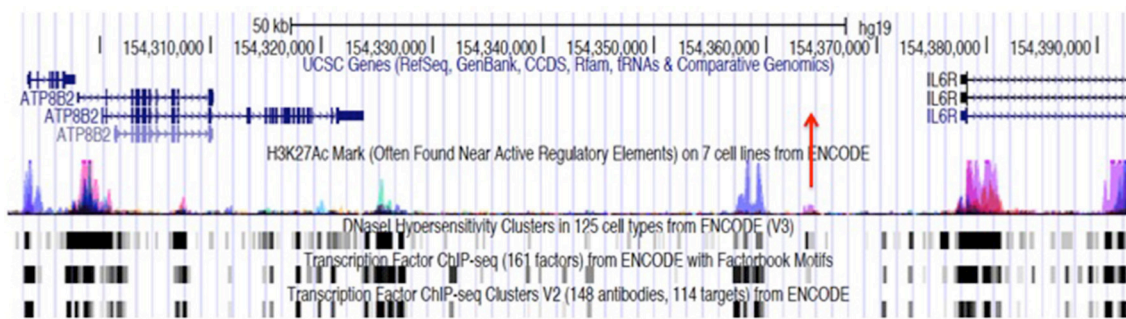 50 kb hg19
154,310,000 154,320,000 154,330,000 154,340,000 154,350,000 154,360,000 154,370,000 154,380,000 154,390,000
UCSC Genes (RefSeq, GenBank, CCDS, Rfam, tRNAs & Comparative Genomics)
ATP8B2 IL6R
ATP8B2 IL6R
ATP8B2 IL6R
H3K27Ac Mark (Often Found Near Active Regulatory Elements) on 7 cell lines from ENCODE
DNaseI Hypersensitivity Clusters in 125 cell types from ENCODE (V3)
Transcription Factor ChIP-seq (161 factors) from ENCODE with Factorbook Motifs
Transcription Factor ChIP-seq Clusters V2 (148 antibodies, 114 targets) from ENCODE